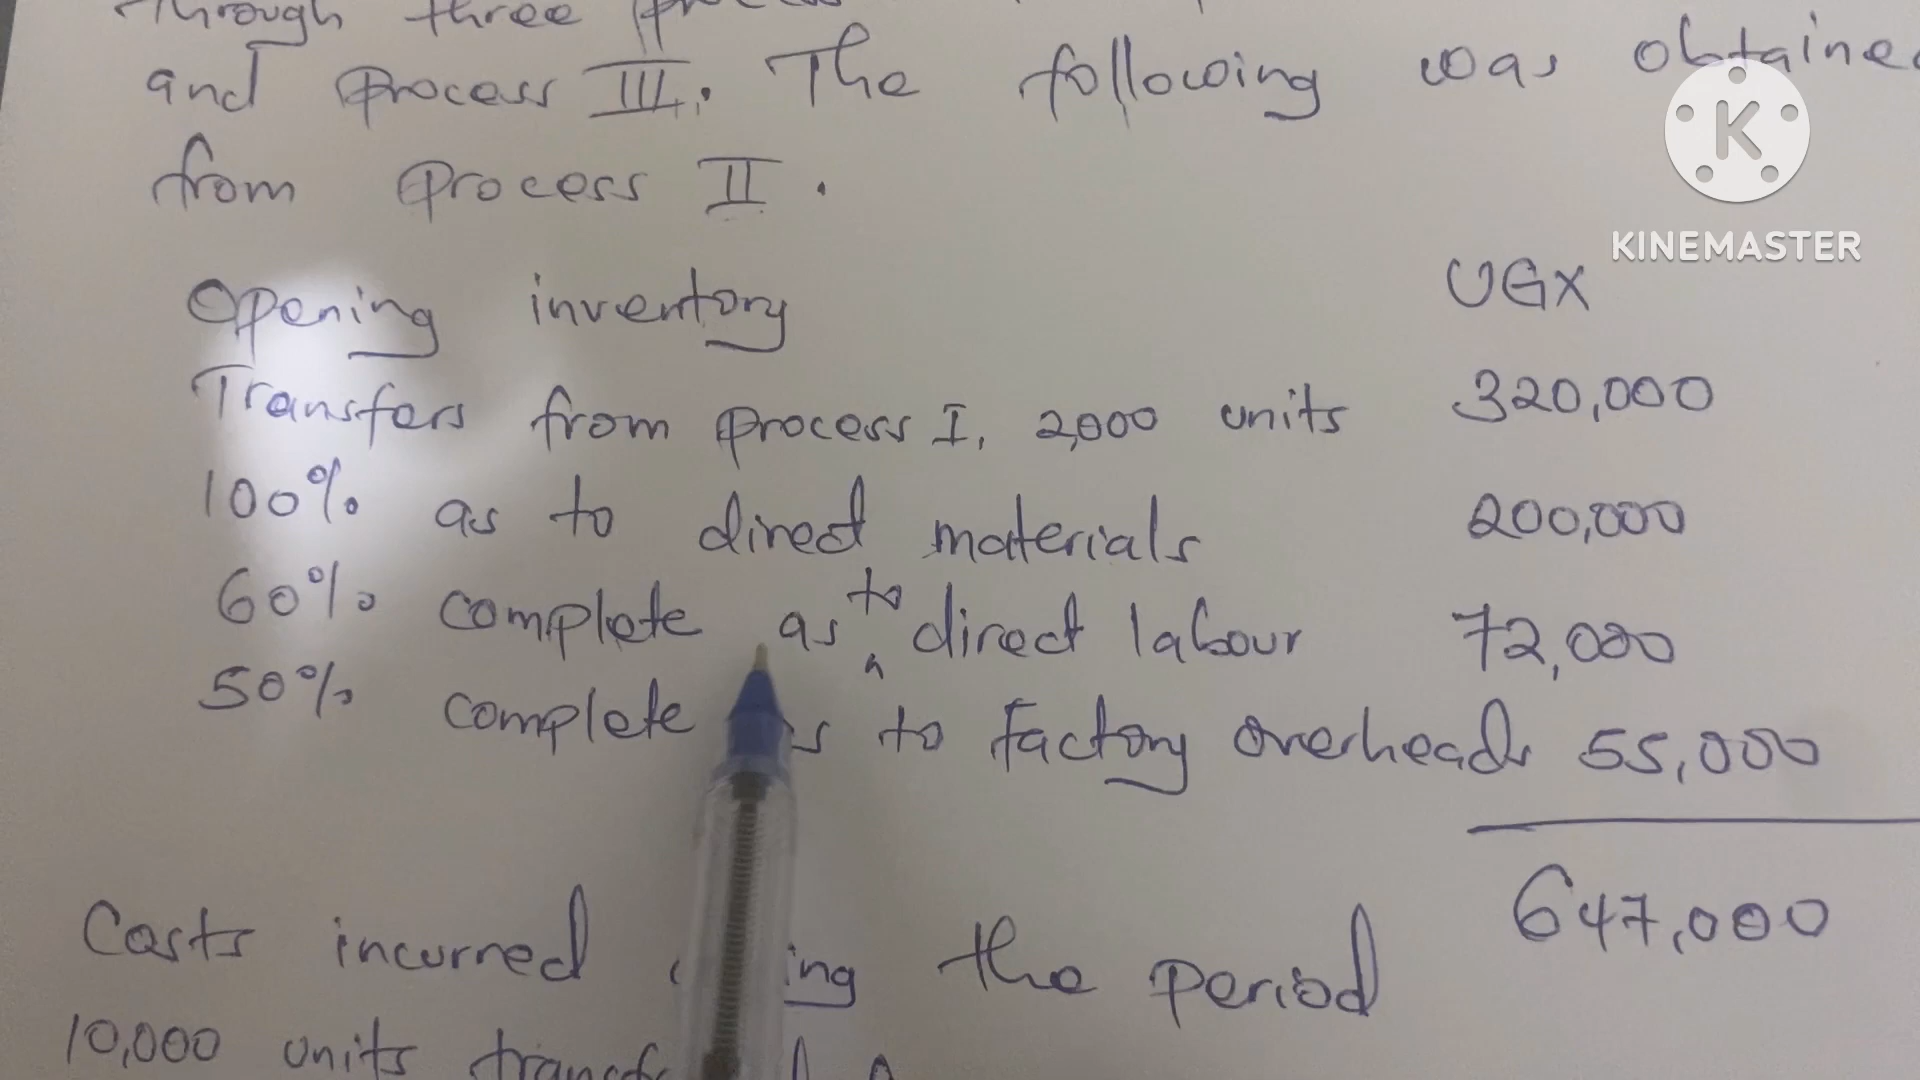 through three
and process III. The following was obtained
from process II.
K
KINEMASTER
Opening inventory UGX
Transfers from process I, 2,000 units 320,000
100% as to direct materials 200,000
60% complete as to direct labour 72,000
50% complete to factory overheads 55,000
647,000
Costs incurred the period
10,000 units